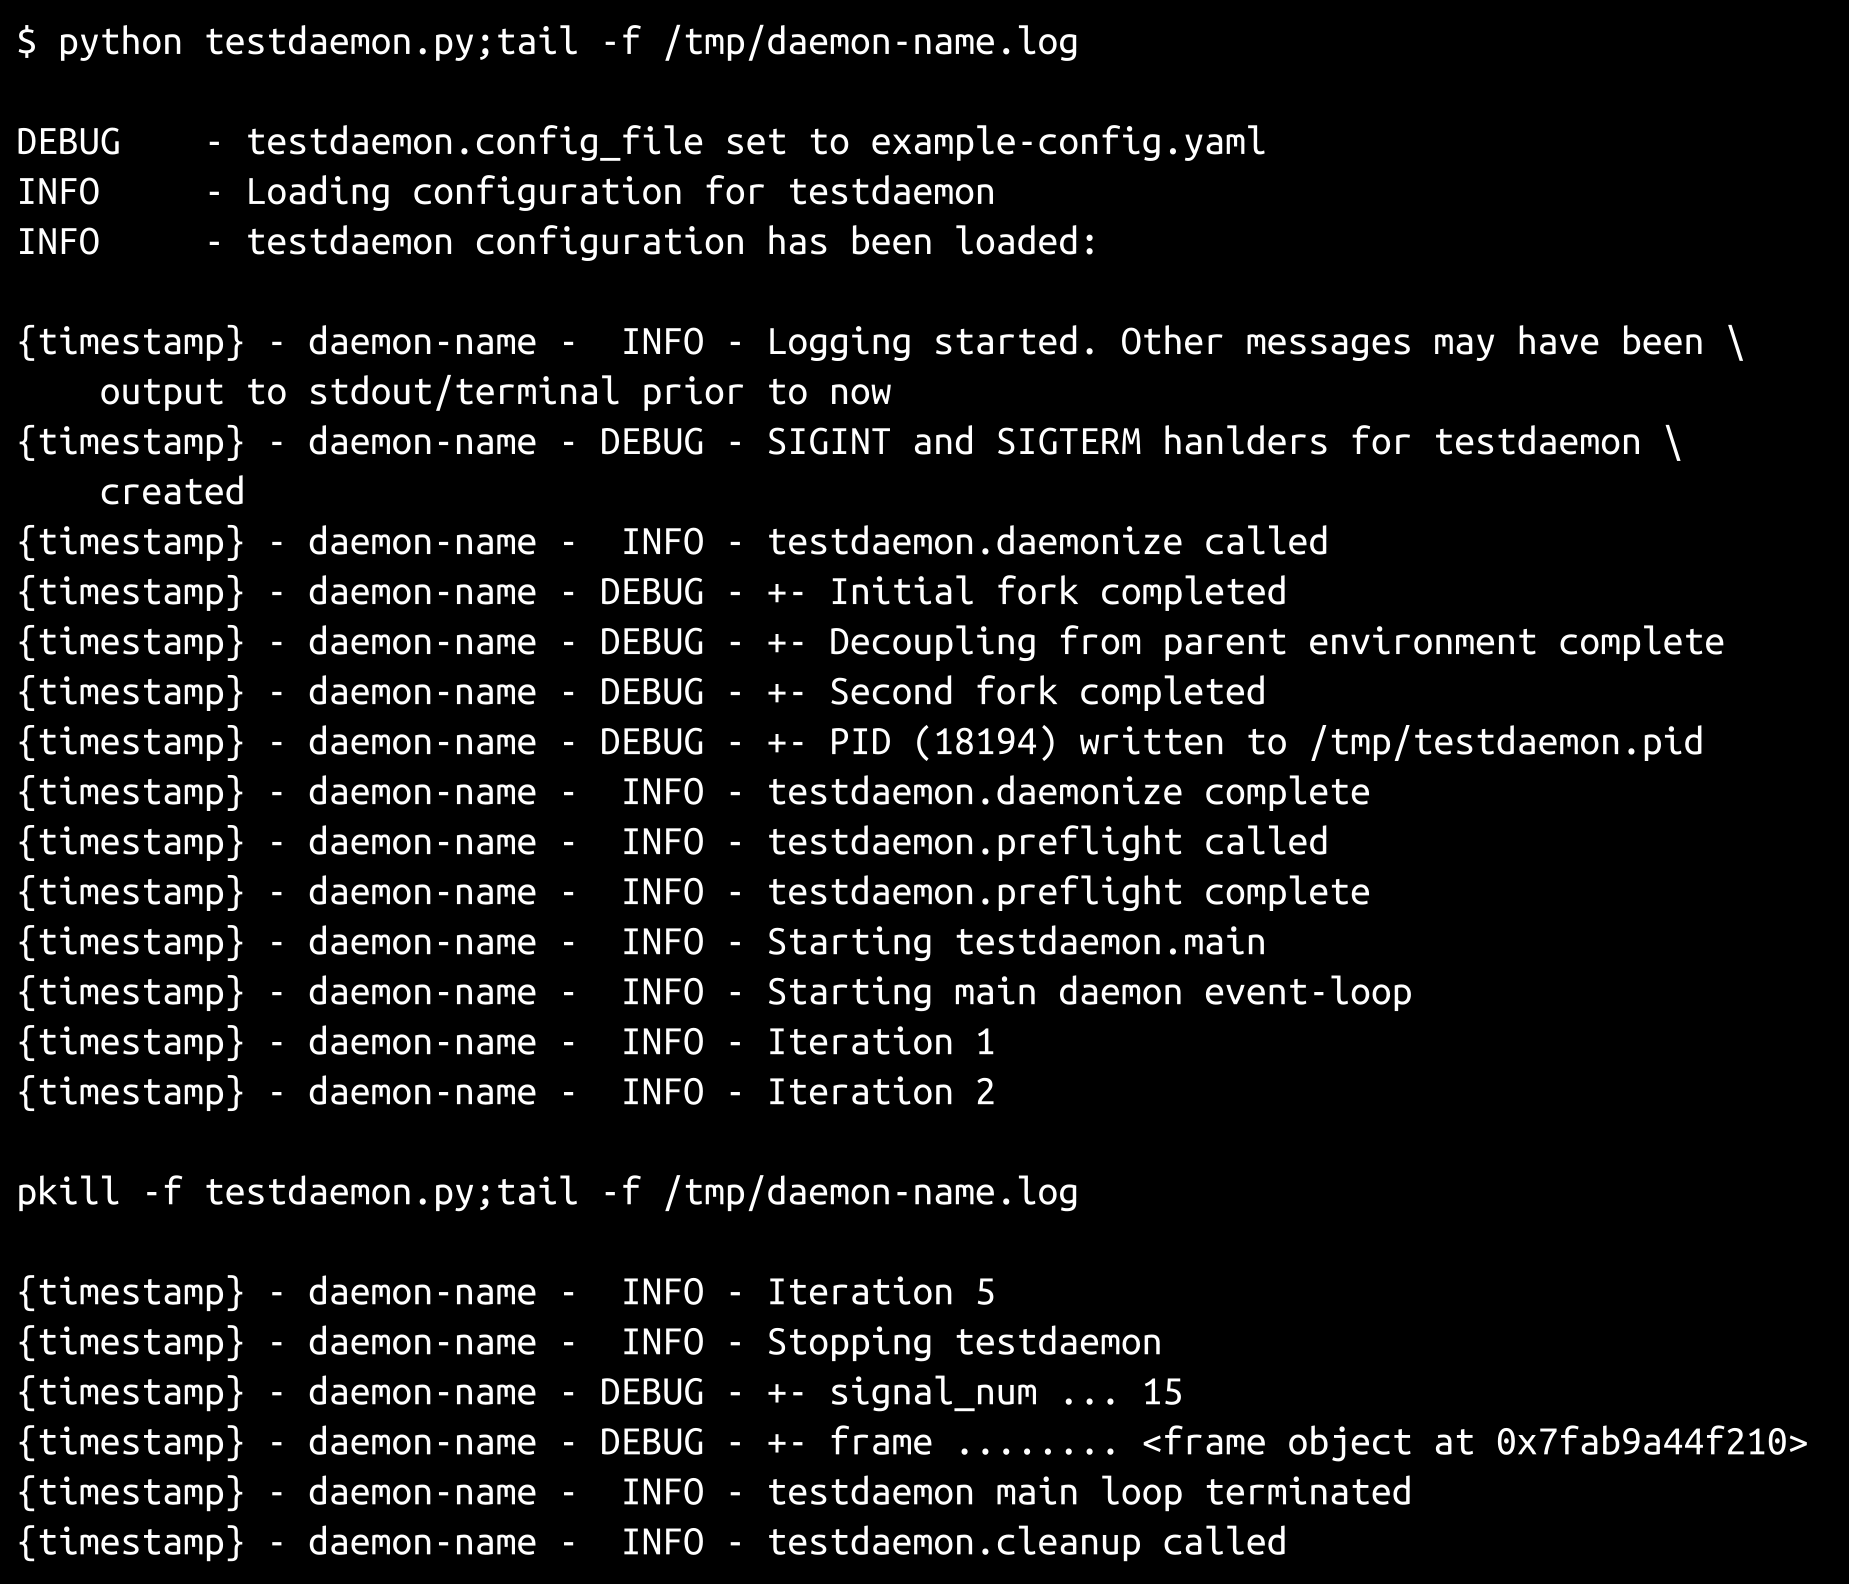 $ python testdaemon.py;tail -f /tmp/daemon-name.log

DEBUG    - testdaemon.config_file set to example-config.yaml
INFO     - Loading configuration for testdaemon
INFO     - testdaemon configuration has been loaded:

{timestamp} - daemon-name -  INFO - Logging started. Other messages may have been \
    output to stdout/terminal prior to now
{timestamp} - daemon-name - DEBUG - SIGINT and SIGTERM hanlders for testdaemon \
    created
{timestamp} - daemon-name -  INFO - testdaemon.daemonize called
{timestamp} - daemon-name - DEBUG - +- Initial fork completed
{timestamp} - daemon-name - DEBUG - +- Decoupling from parent environment complete
{timestamp} - daemon-name - DEBUG - +- Second fork completed
{timestamp} - daemon-name - DEBUG - +- PID (18194) written to /tmp/testdaemon.pid
{timestamp} - daemon-name -  INFO - testdaemon.daemonize complete
{timestamp} - daemon-name -  INFO - testdaemon.preflight called
{timestamp} - daemon-name -  INFO - testdaemon.preflight complete
{timestamp} - daemon-name -  INFO - Starting testdaemon.main
{timestamp} - daemon-name -  INFO - Starting main daemon event-loop
{timestamp} - daemon-name -  INFO - Iteration 1
{timestamp} - daemon-name -  INFO - Iteration 2

pkill -f testdaemon.py;tail -f /tmp/daemon-name.log

{timestamp} - daemon-name -  INFO - Iteration 5
{timestamp} - daemon-name -  INFO - Stopping testdaemon
{timestamp} - daemon-name - DEBUG - +- signal_num ... 15
{timestamp} - daemon-name - DEBUG - +- frame ........ <frame object at 0x7fab9a44f210>
{timestamp} - daemon-name -  INFO - testdaemon main loop terminated
{timestamp} - daemon-name -  INFO - testdaemon.cleanup called